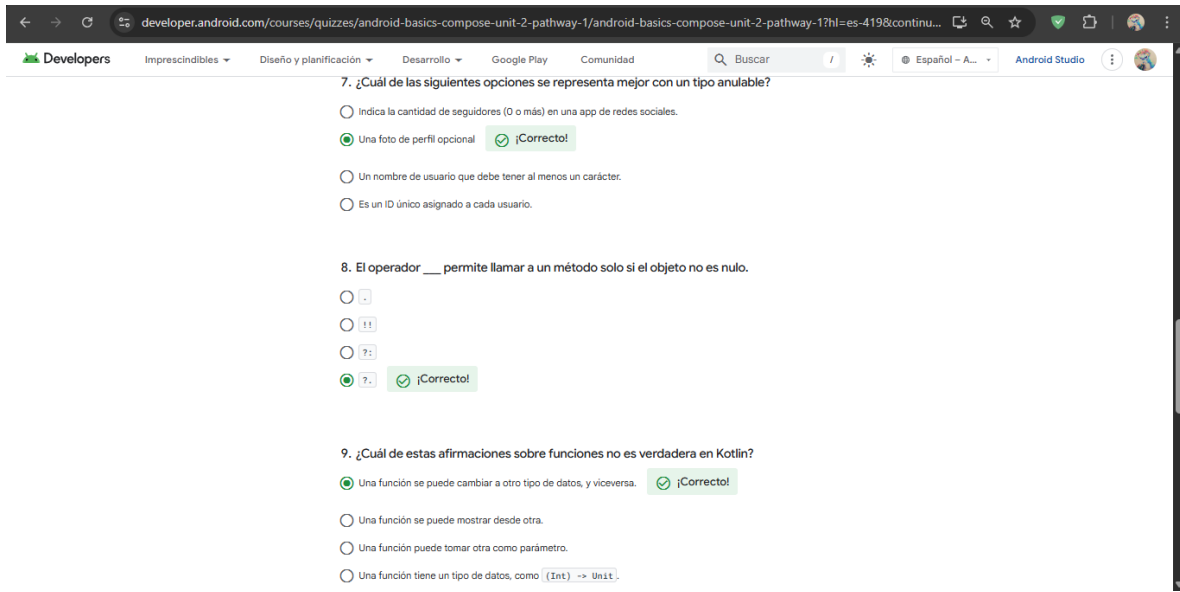 developer.android.com/courses/quizzes/android-basics-compose-unit-2-pathway-1/android-basics-compose-unit-2-pathway-1?hl=es-419&continu...
Developers Imprescindibles Diseño y planificación Desarrollo Google Play Comunidad Buscar / Español – A... Android Studio
7. ¿Cuál de las siguientes opciones se representa mejor con un tipo anulable?
Indica la cantidad de seguidores (0 o más) en una app de redes sociales.
Una foto de perfil opcional ¡Correcto!
Un nombre de usuario que debe tener al menos un carácter.
Es un ID único asignado a cada usuario.
8. El operador ___ permite llamar a un método solo si el objeto no es nulo.
.
!!
?:
?. ¡Correcto!
9. ¿Cuál de estas afirmaciones sobre funciones no es verdadera en Kotlin?
Una función se puede cambiar a otro tipo de datos, y viceversa. ¡Correcto!
Una función se puede mostrar desde otra.
Una función puede tomar otra como parámetro.
Una función tiene un tipo de datos, como (Int) -> Unit.